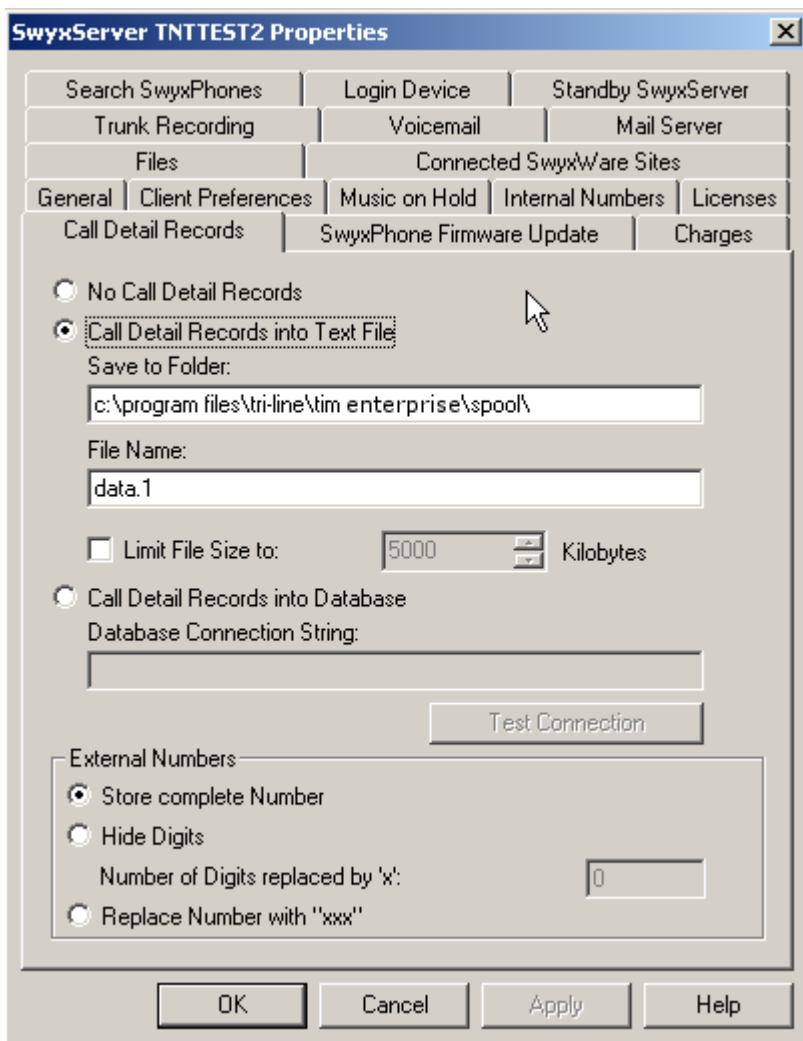 SwyxServer TNTTEST2 Properties
Search SwyxPhones Login Device Standby SwyxServer
Trunk Recording Voicemail Mail Server
Files Connected SwyxWare Sites
General Client Preferences Music on Hold Internal Numbers Licenses
Call Detail Records SwyxPhone Firmware Update Charges
No Call Detail Records
Call Detail Records into Text File
Save to Folder:
c:\program files\tri-line\tim enterprise\spool\
File Name:
data.1
Limit File Size to: 5000 Kilobytes
Call Detail Records into Database
Database Connection String:
Test Connection
External Numbers
Store complete Number
Hide Digits
Number of Digits replaced by 'x': 0
Replace Number with "xxx"
OK Cancel Apply Help